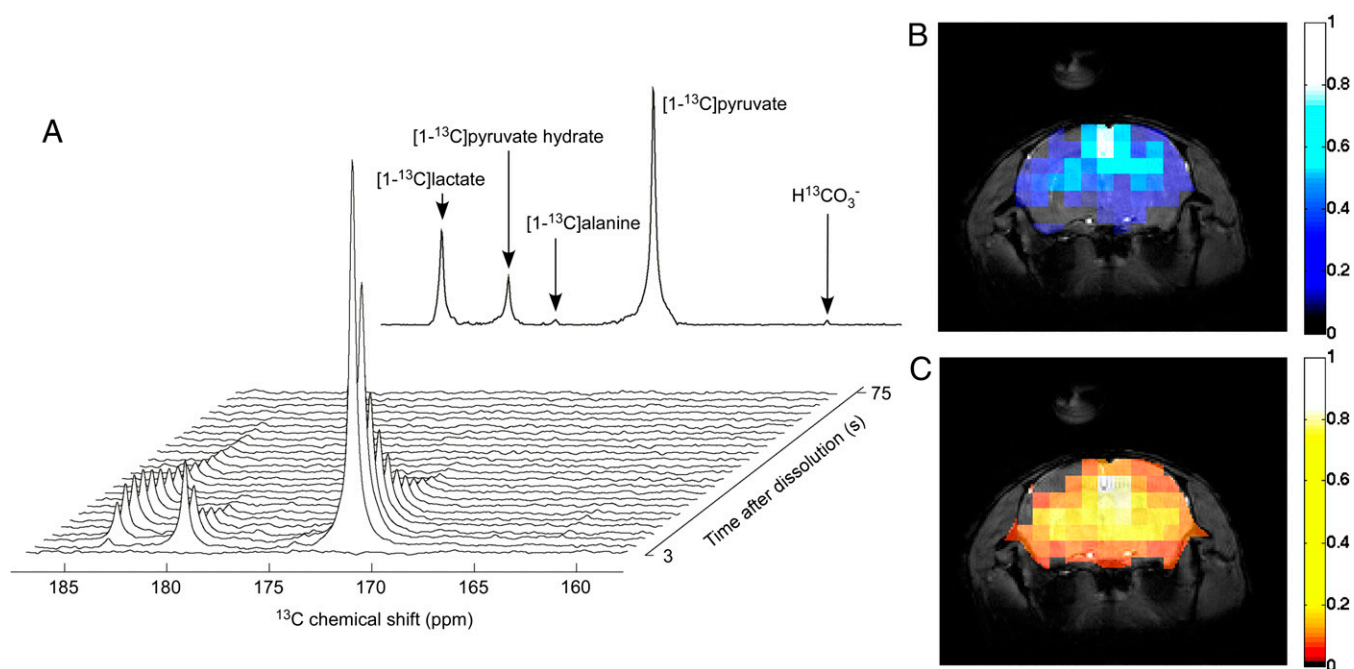 A
[1-¹³C]pyruvate
[1-¹³C]pyruvate hydrate
[1-¹³C]lactate
[1-¹³C]alanine
H¹³CO₃⁻
75
Time after dissolution (s)
3
185 180 175 170 165 160
¹³C chemical shift (ppm)
B
1
0.8
0.6
0.4
0.2
0
C
1
0.8
0.6
0.4
0.2
0